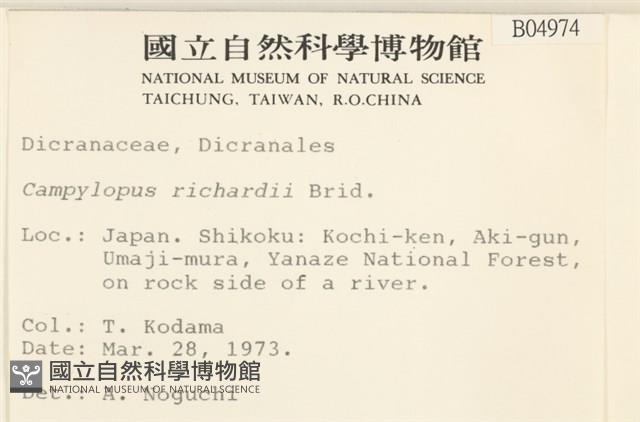 B04974
國立自然科學博物館
NATIONAL MUSEUM OF NATURAL SCIENCE
TAICHUNG, TAIWAN, R.O.CHINA
Dicranaceae, Dicranales
Campylopus richardii Brid.
Loc.: Japan. Shikoku: Kochi-ken, Aki-gun,
Umaji-mura, Yanaze National Forest,
on rock side of a river.
Col.: T. Kodama
Date: Mar. 28, 1973.
國立自然科學博物館
NATIONAL MUSEUM OF NATURAL SCIENCE
Det.: A. Noguchi